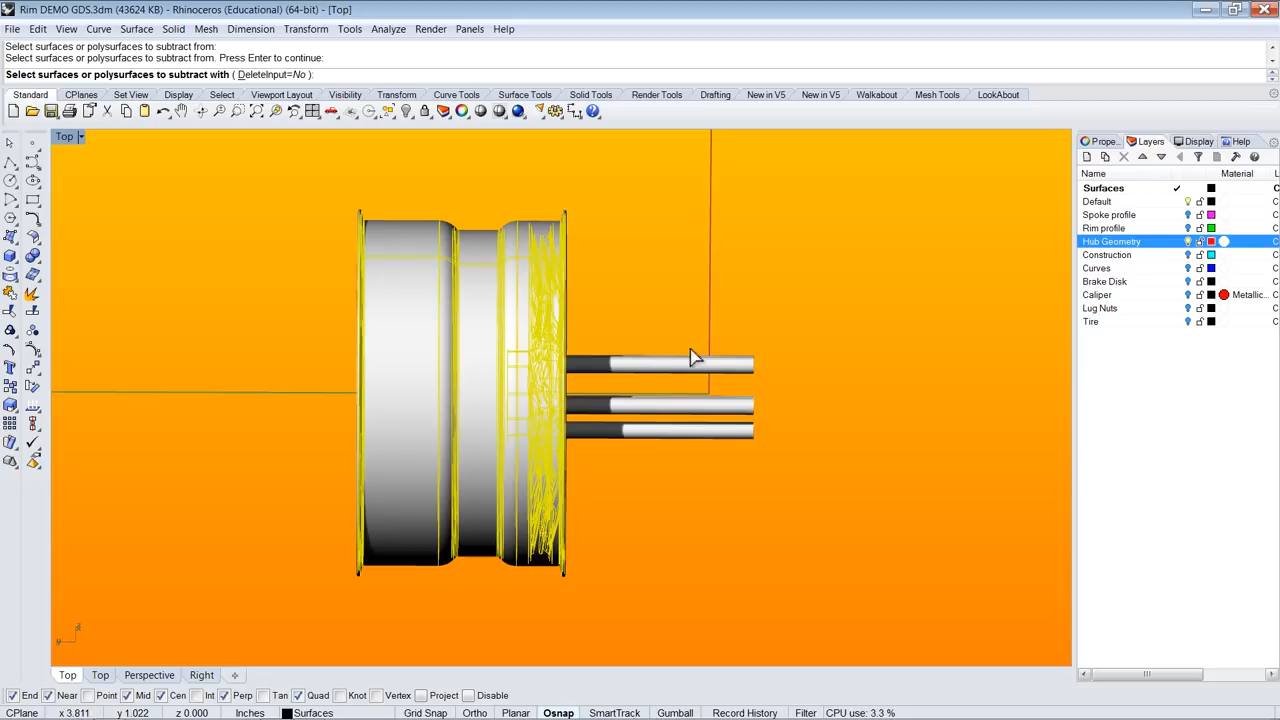 Rim DEMO GDS.3dm (43624 KB) - Rhinoceros (Educational) (64-bit) - [Top]
File Edit View Curve Surface Solid Mesh Dimension Transform Tools Analyze Render Panels Help
Select surfaces or polysurfaces to subtract from:
Select surfaces or polysurfaces to subtract from. Press Enter to continue:
Select surfaces or polysurfaces to subtract with ( DeleteInput=No ):
Standard CPlanes Set View Display Select Viewport Layout Visibility Transform Curve Tools Surface Tools Solid Tools Render Tools Drafting New in V5 New in V5 Walkabout Mesh Tools LookAbout
Top
Prope... Layers Display Help
Name Material L
Surfaces C
Default C
Spoke profile C
Rim profile C
Hub Geometry C
Construction C
Curves C
Brake Disk C
Caliper Metallic... C
Lug Nuts C
Tire C
Top Top Perspective Right
End Near Point Mid Cen Int Perp Tan Quad Knot Vertex Project Disable
CPlane x 3.811 y 1.022 z 0.000 Inches Surfaces Grid Snap Ortho Planar Osnap SmartTrack Gumball Record History Filter CPU use: 3.3 %